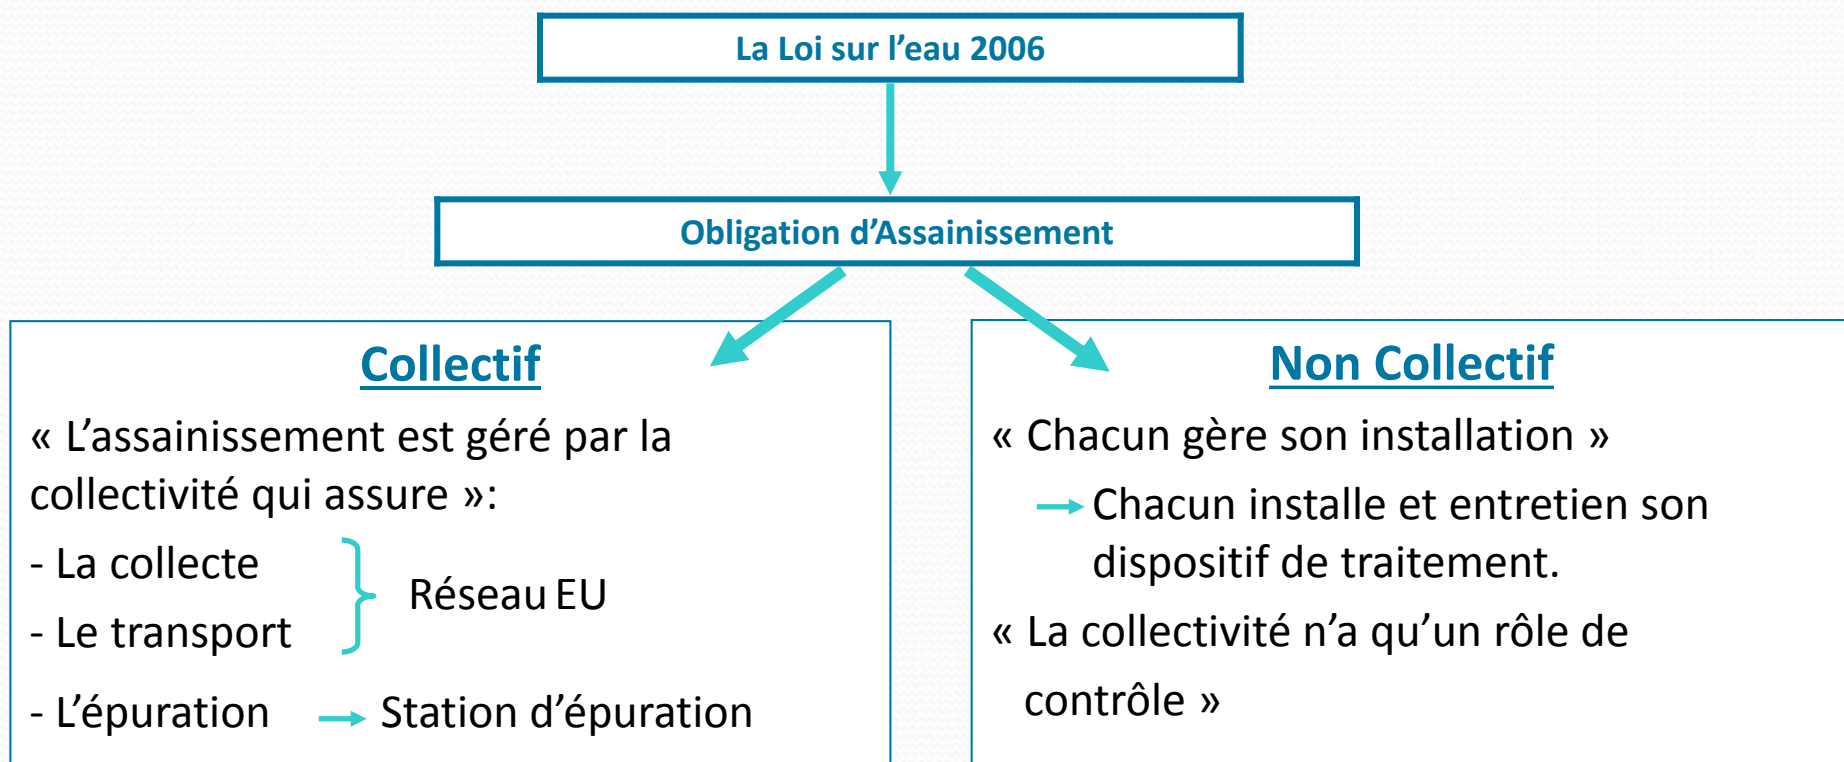 La Loi sur l’eau 2006
Obligation d’Assainissement
Collectif
« L’assainissement est géré par la
collectivité qui assure »:
- La collecte
- Le transport
Réseau EU
- L’épuration
Station d’épuration
Non Collectif
« Chacun gère son installation »
Chacun installe et entretien son
dispositif de traitement.
« La collectivité n’a qu’un rôle de
contrôle »